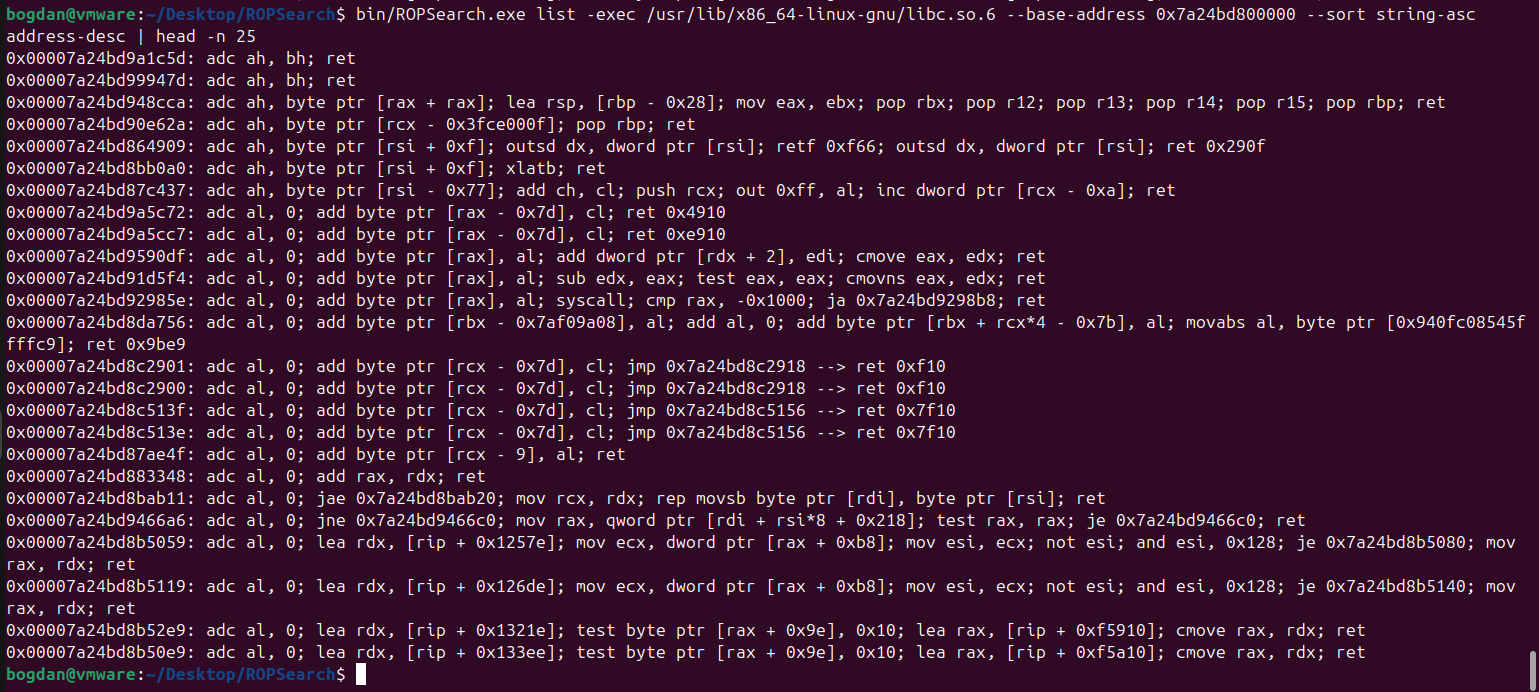 bogdan@vmware:~/Desktop/ROPSearch$ bin/ROPSearch.exe list -exec /usr/lib/x86_64-linux-gnu/libc.so.6 --base-address 0x7a24bd800000 --sort string-asc
address-desc | head -n 25
0x00007a24bd9a1c5d: adc ah, bh; ret
0x00007a24bd99947d: adc ah, bh; ret
0x00007a24bd948cca: adc ah, byte ptr [rax + rax]; lea rsp, [rbp - 0x28]; mov eax, ebx; pop rbx; pop r12; pop r13; pop r14; pop r15; pop rbp; ret
0x00007a24bd90e62a: adc ah, byte ptr [rcx - 0x3fce000f]; pop rbp; ret
0x00007a24bd864909: adc ah, byte ptr [rsi + 0xf]; outsd dx, dword ptr [rsi]; retf 0xf66; outsd dx, dword ptr [rsi]; ret 0x290f
0x00007a24bd8bb0a0: adc ah, byte ptr [rsi + 0xf]; xlatb; ret
0x00007a24bd87c437: adc ah, byte ptr [rsi - 0x77]; add ch, cl; push rcx; out 0xff, al; inc dword ptr [rcx - 0xa]; ret
0x00007a24bd9a5c72: adc al, 0; add byte ptr [rax - 0x7d], cl; ret 0x4910
0x00007a24bd9a5cc7: adc al, 0; add byte ptr [rax - 0x7d], cl; ret 0xe910
0x00007a24bd9590df: adc al, 0; add byte ptr [rax], al; add dword ptr [rdx + 2], edi; cmove eax, edx; ret
0x00007a24bd91d5f4: adc al, 0; add byte ptr [rax], al; sub edx, eax; test eax, eax; cmovns eax, edx; ret
0x00007a24bd92985e: adc al, 0; add byte ptr [rax], al; syscall; cmp rax, -0x1000; ja 0x7a24bd9298b8; ret
0x00007a24bd8da756: adc al, 0; add byte ptr [rbx - 0x7af09a08], al; add al, 0; add byte ptr [rbx + rcx*4 - 0x7b], al; movabs al, byte ptr [0x940fc08545f
fffc9]; ret 0x9be9
0x00007a24bd8c2901: adc al, 0; add byte ptr [rcx - 0x7d], cl; jmp 0x7a24bd8c2918 --> ret 0xf10
0x00007a24bd8c2900: adc al, 0; add byte ptr [rcx - 0x7d], cl; jmp 0x7a24bd8c2918 --> ret 0xf10
0x00007a24bd8c513f: adc al, 0; add byte ptr [rcx - 0x7d], cl; jmp 0x7a24bd8c5156 --> ret 0x7f10
0x00007a24bd8c513e: adc al, 0; add byte ptr [rcx - 0x7d], cl; jmp 0x7a24bd8c5156 --> ret 0x7f10
0x00007a24bd87ae4f: adc al, 0; add byte ptr [rcx - 9], al; ret
0x00007a24bd883348: adc al, 0; add rax, rdx; ret
0x00007a24bd8bab11: adc al, 0; jae 0x7a24bd8bab20; mov rcx, rdx; rep movsb byte ptr [rdi], byte ptr [rsi]; ret
0x00007a24bd9466a6: adc al, 0; jne 0x7a24bd9466c0; mov rax, qword ptr [rdi + rsi*8 + 0x218]; test rax, rax; je 0x7a24bd9466c0; ret
0x00007a24bd8b5059: adc al, 0; lea rdx, [rip + 0x1257e]; mov ecx, dword ptr [rax + 0xb8]; mov esi, ecx; not esi; and esi, 0x128; je 0x7a24bd8b5080; mov
rax, rdx; ret
0x00007a24bd8b5119: adc al, 0; lea rdx, [rip + 0x126de]; mov ecx, dword ptr [rax + 0xb8]; mov esi, ecx; not esi; and esi, 0x128; je 0x7a24bd8b5140; mov
rax, rdx; ret
0x00007a24bd8b52e9: adc al, 0; lea rdx, [rip + 0x1321e]; test byte ptr [rax + 0x9e], 0x10; lea rax, [rip + 0xf5910]; cmove rax, rdx; ret
0x00007a24bd8b50e9: adc al, 0; lea rdx, [rip + 0x133ee]; test byte ptr [rax + 0x9e], 0x10; lea rax, [rip + 0xf5a10]; cmove rax, rdx; ret
bogdan@vmware:~/Desktop/ROPSearch$